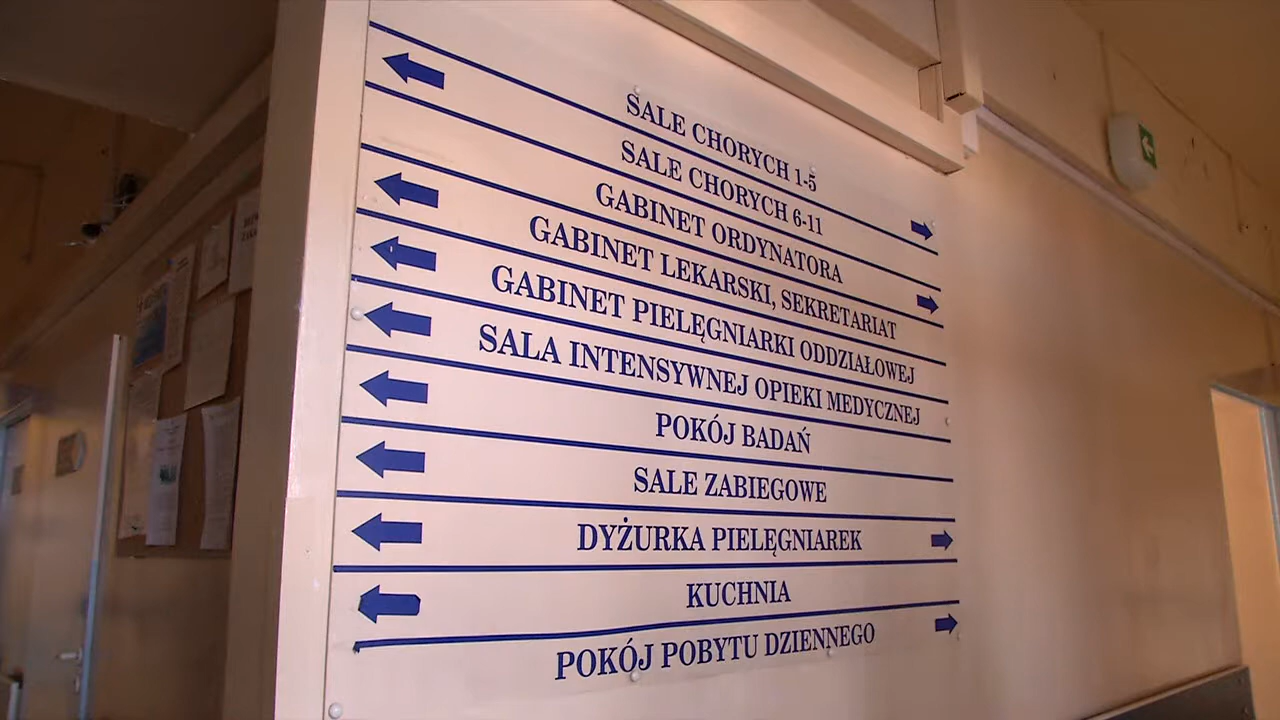 SALE CHORYCH 1-5
SALE CHORYCH 6-11
GABINET ORDYNATORA
GABINET LEKARSKI, SEKRETARIAT
GABINET PIELĘGNIARKI ODDZIAŁOWEJ
SALA INTENSYWNEJ OPIEKI MEDYCZNEJ
POKÓJ BADAŃ
SALE ZABIEGOWE
DYŻURKA PIELĘGNIAREK
KUCHNIA
POKÓJ POBYTU DZIENNEGO